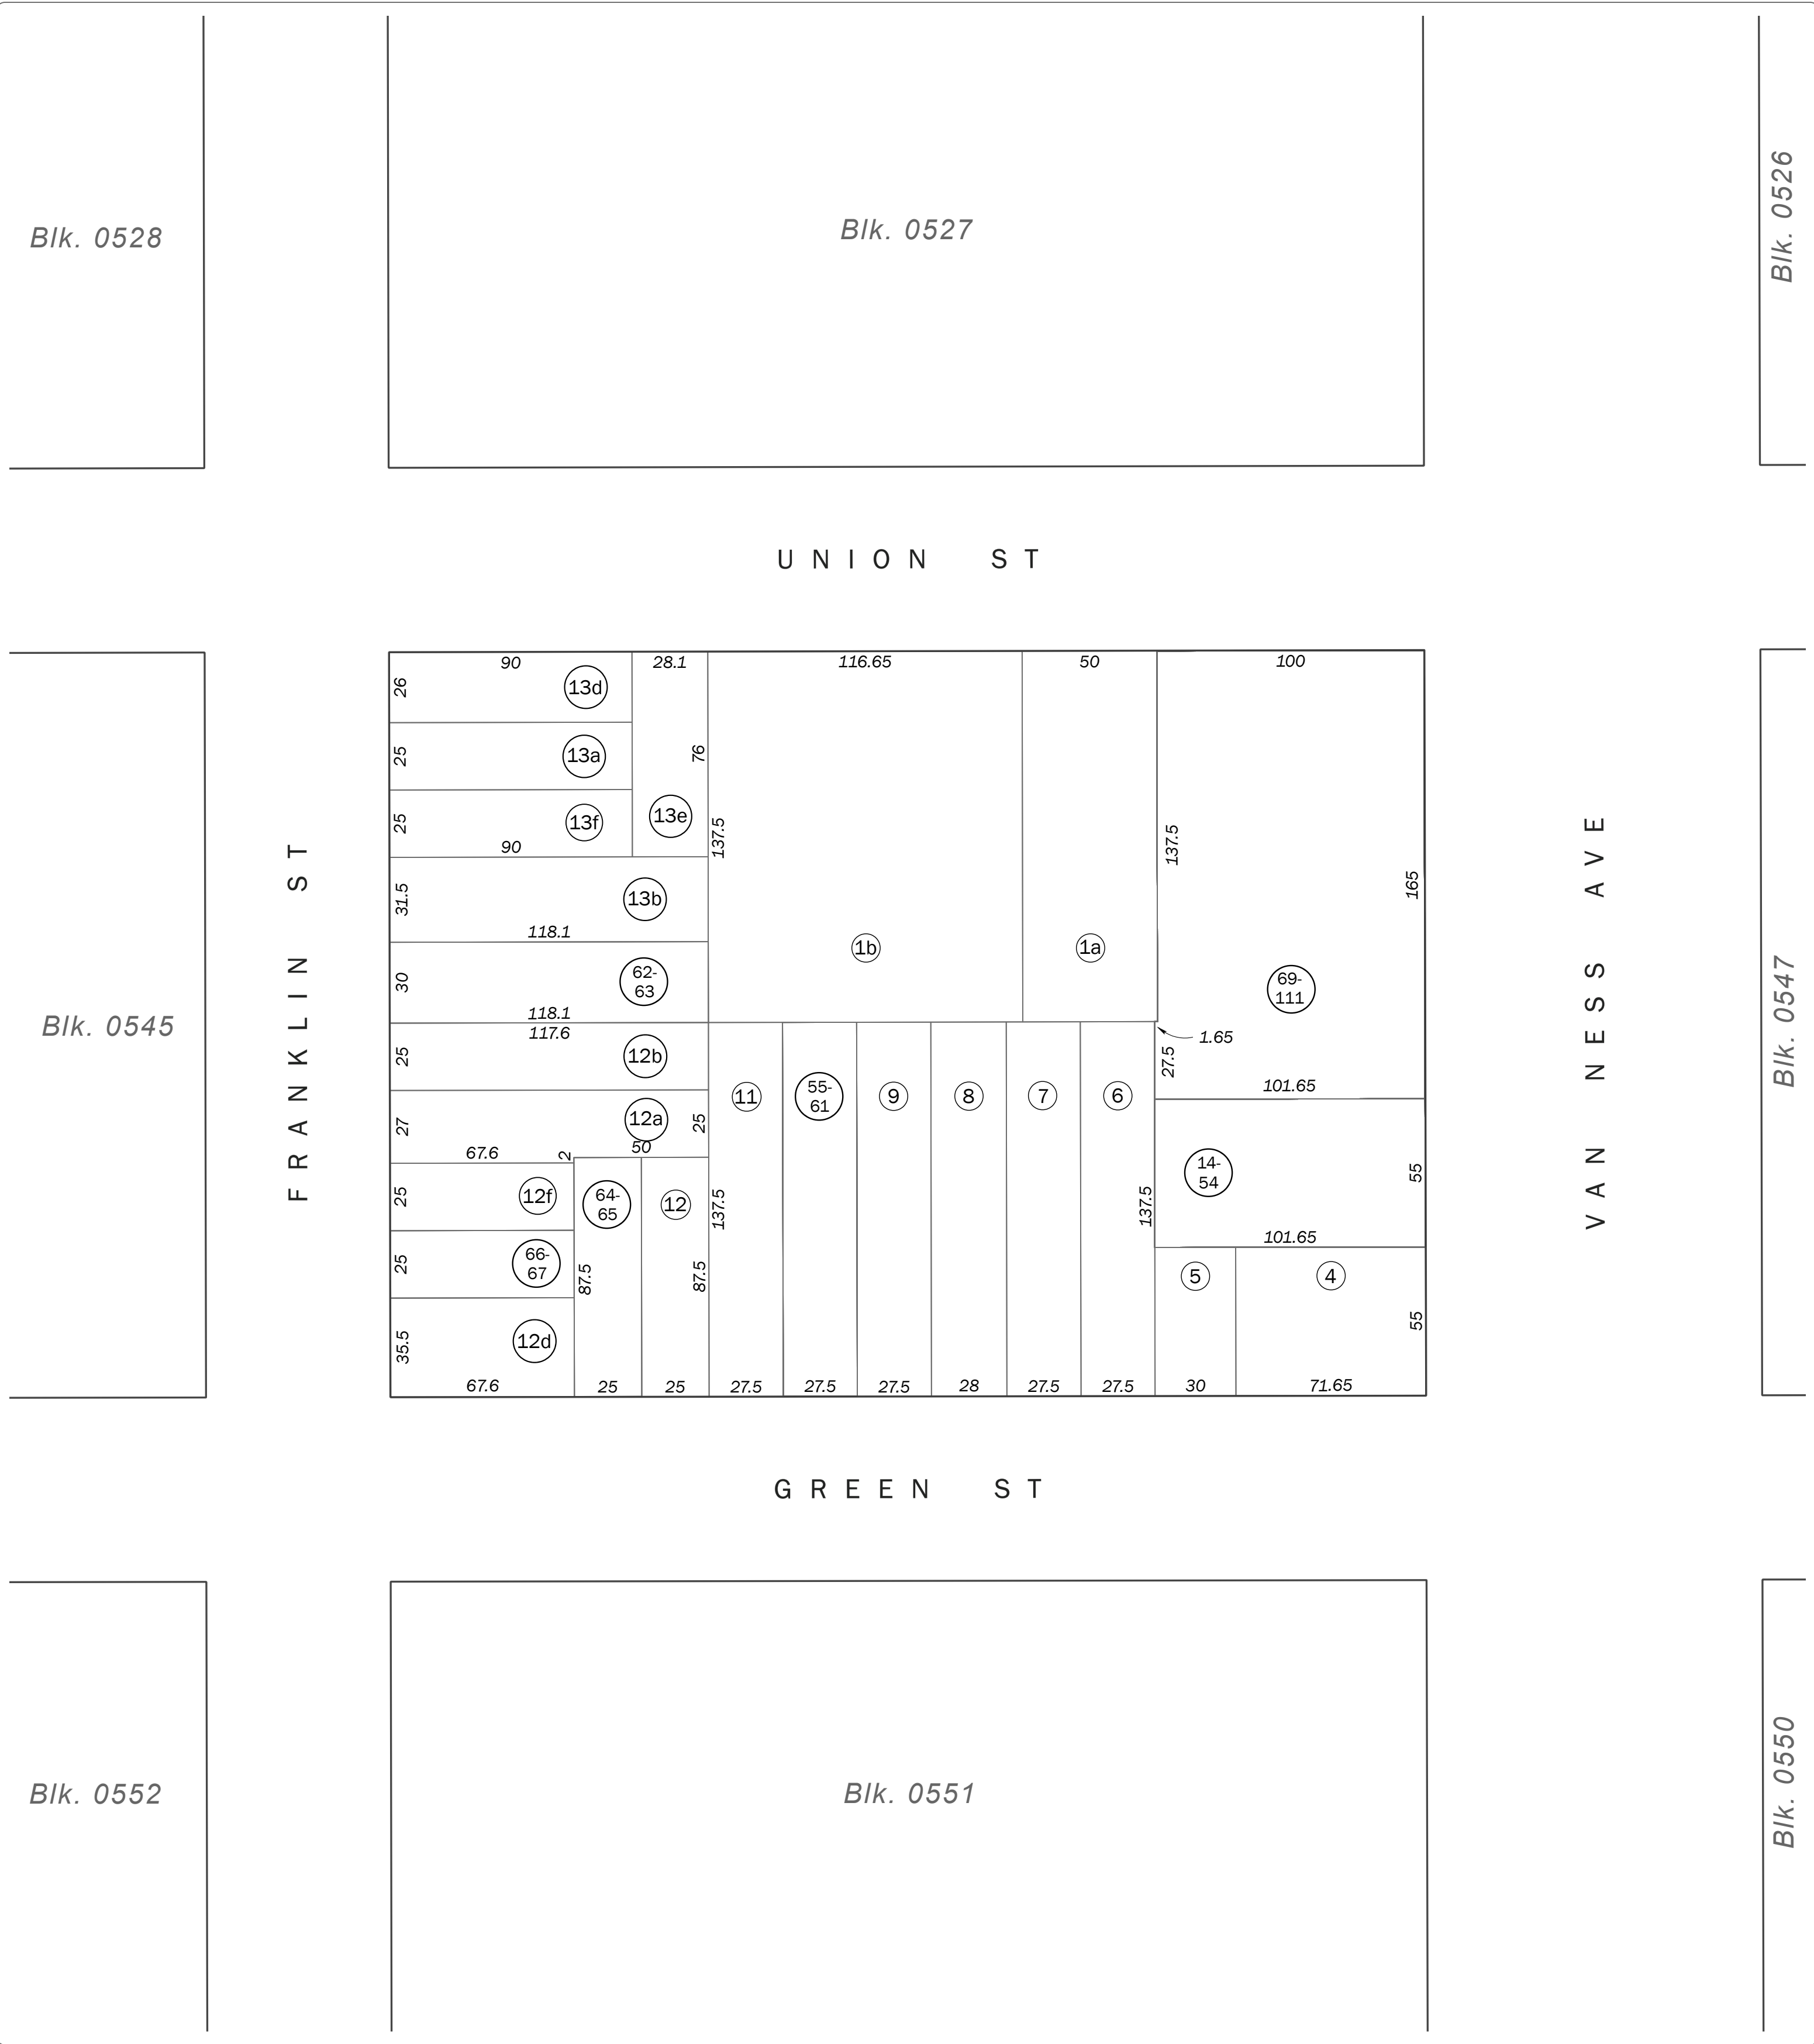 Blk. 0528
Blk. 0527
Blk. 0526
UNION ST
90
28.1
116.65
50
100
26
13d
25
13a
76
25
13f
13e
90
137.5
137.5
165
31.5
13b
118.1
1b
1a
30
62-
63
118.1
69-
111
FRANKLIN ST
VAN NESS AVE
Blk. 0545
Blk. 0547
117.6
25
12b
1.65
27.5
101.65
11
55-
61
9
8
7
6
27
12a
25
67.6
2
50
14-
54
55
25
12f
64-
65
12
137.5
137.5
101.65
25
66-
67
87.5
87.5
5
4
55
35.5
12d
67.6
25
25
27.5
27.5
27.5
28
27.5
27.5
30
71.65
GREEN ST
Blk. 0552
Blk. 0551
Blk. 0550